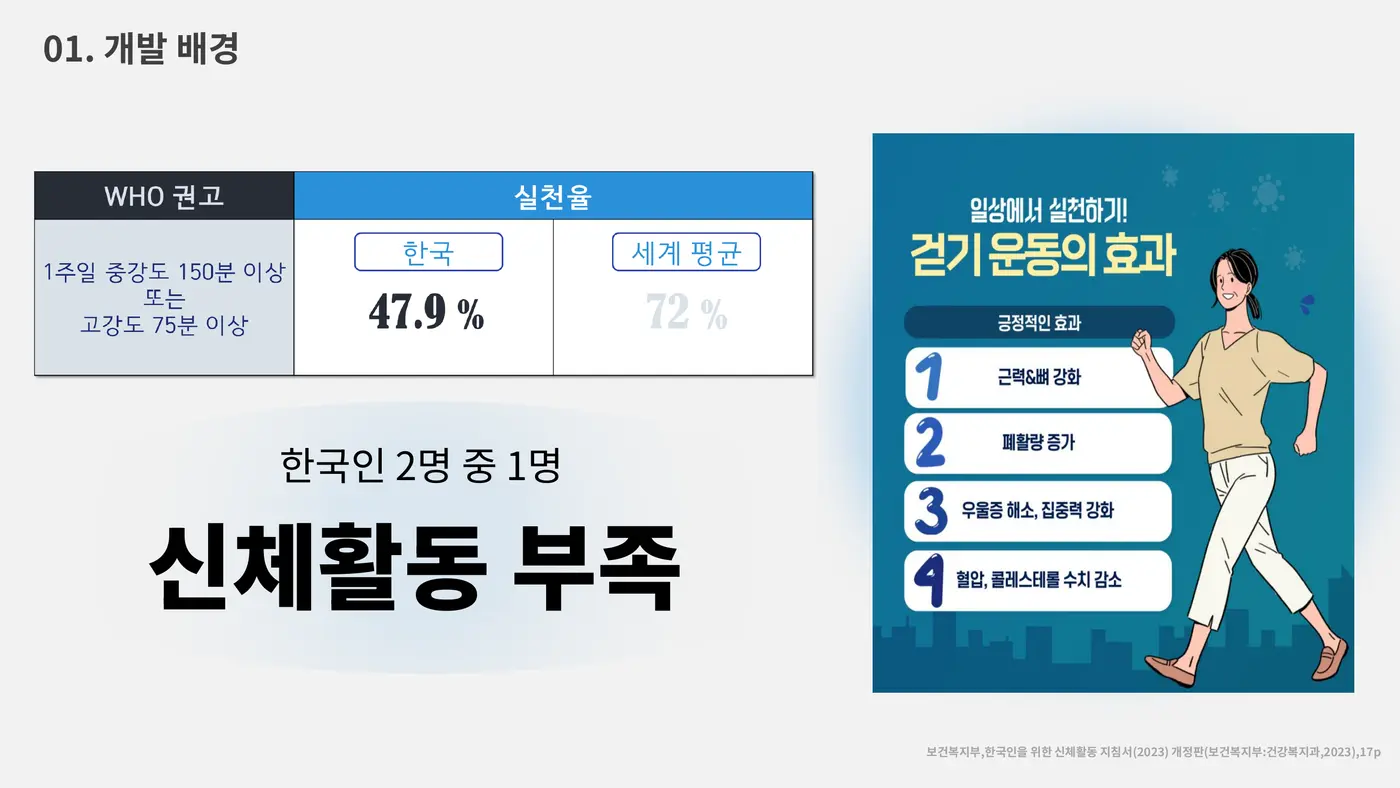 01. 개발 배경
WHO 권고
실천율
1주일 중강도 150분 이상
또는
고강도 75분 이상
한국
47.9 %
세계 평균
72 %
한국인 2명 중 1명
신체활동 부족
일상에서 실천하기!
걷기 운동의 효과
긍정적인 효과
1 근력&뼈 강화
2 폐활량 증가
3 우울증 해소, 집중력 강화
4 혈압, 콜레스테롤 수치 감소
보건복지부,한국인을 위한 신체활동 지침서(2023) 개정판(보건복지부:건강복지과,2023),17p